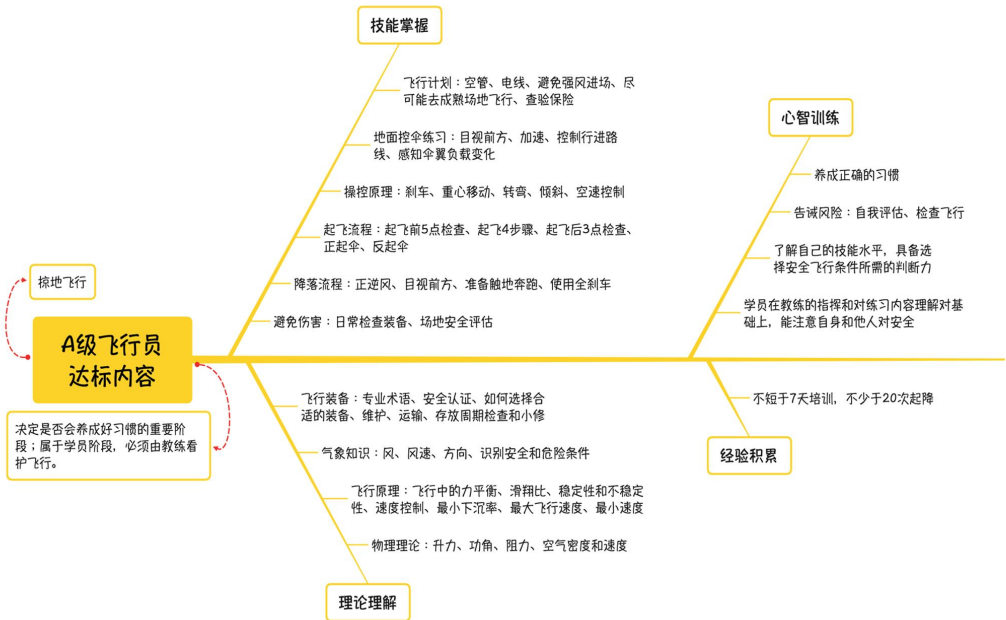 技能掌握
飞行计划：空管、电线、避免强风进场、尽
可能去成熟场地飞行、查验保险
地面控伞练习：目视前方、加速、控制行进路
线、感知伞翼负载变化
操控原理：刹车、重心移动、转弯、倾斜、空速控制
起飞流程：起飞前5点检查、起飞4步骤、起飞后3点检查、
正起伞、反起伞
降落流程：正逆风、目视前方、准备触地奔跑、使用全刹车
避免伤害：日常检查装备、场地安全评估
心智训练
养成正确的习惯
告诫风险：自我评估、检查飞行
了解自己的技能水平，具备选
择安全飞行条件所需的判断力
学员在教练的指挥和对练习内容理解对基
础上，能注意自身和他人对安全
掠地飞行
A级飞行员
达标内容
决定是否会养成好习惯的重要阶
段；属于学员阶段，必须由教练看
护飞行。
飞行装备：专业术语、安全认证、如何选择合
适的装备、维护、运输、存放周期检查和小修
气象知识：风、风速、方向、识别安全和危险条件
飞行原理：飞行中的力平衡、滑翔比、稳定性和不稳定
性、速度控制、最小下沉率、最大飞行速度、最小速度
物理理论：升力、功角、阻力、空气密度和速度
理论理解
不短于7天培训，不少于20次起降
经验积累